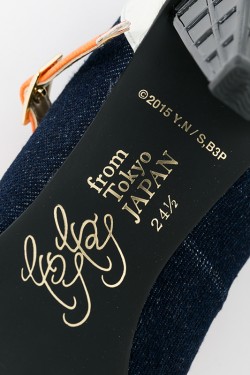 ©2015 Y.N / S,B3P
from
Tokyo
JAPAN
24½